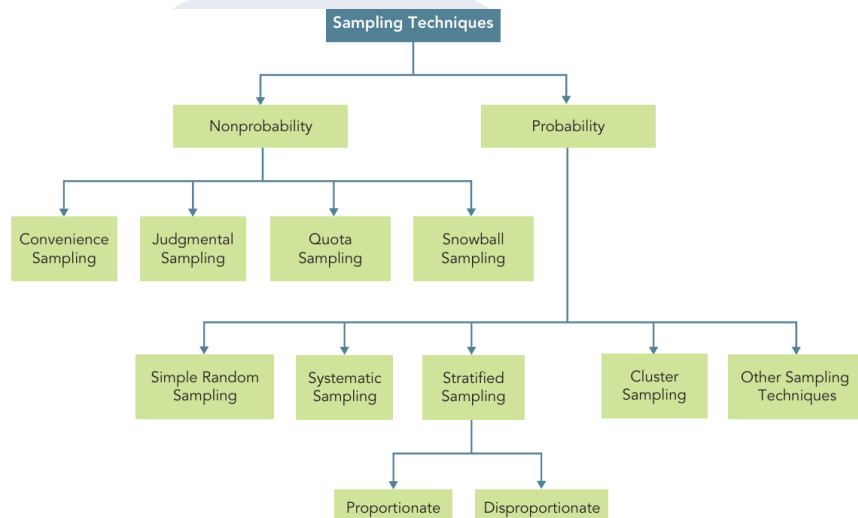 Sampling Techniques
Nonprobability
Probability
Convenience
Sampling
Judgmental
Sampling
Quota
Sampling
Snowball
Sampling
Simple Random
Sampling
Systematic
Sampling
Stratified
Sampling
Cluster
Sampling
Other Sampling
Techniques
Proportionate
Disproportionate